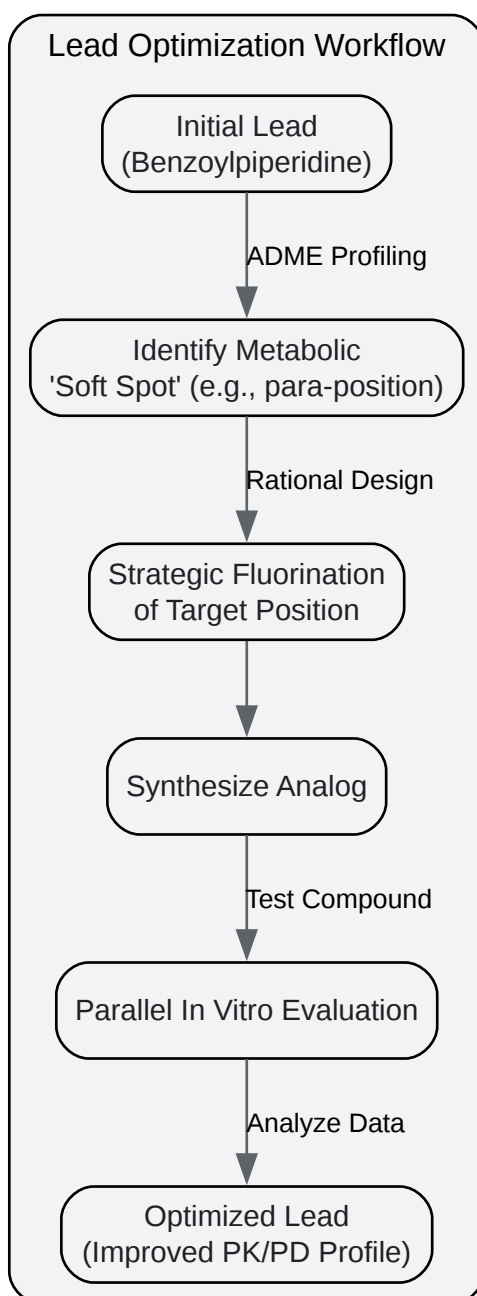 Lead Optimization Workflow
Initial Lead
(Benzoylpiperidine)
ADME Profiling
Identify Metabolic
'Soft Spot' (e.g., para-position)
Rational Design
Strategic Fluorination
of Target Position
Synthesize Analog
Test Compound
Parallel In Vitro Evaluation
Analyze Data
Optimized Lead
(Improved PK/PD Profile)